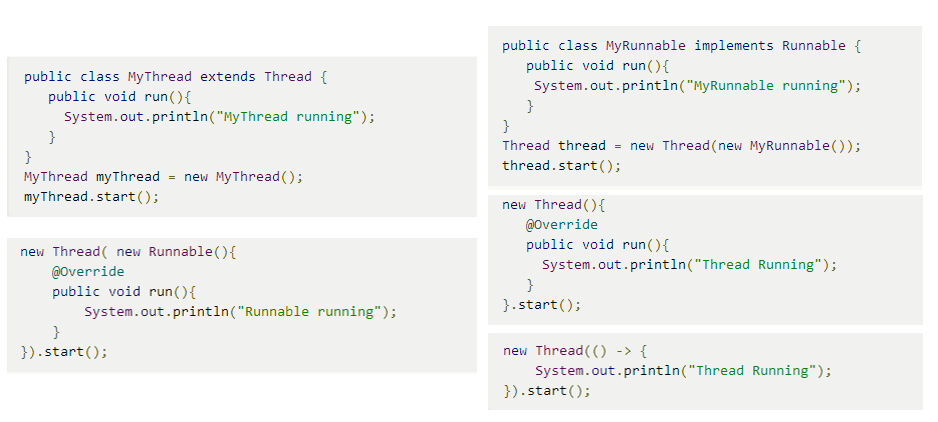 public class MyThread extends Thread {
   public void run(){
     System.out.println("MyThread running");
   }
}
MyThread myThread = new MyThread();
myThread.start();
new Thread( new Runnable(){
    @Override
    public void run(){
        System.out.println("Runnable running");
    }
}).start();
public class MyRunnable implements Runnable {
   public void run(){
    System.out.println("MyRunnable running");
   }
}
Thread thread = new Thread(new MyRunnable());
thread.start();
new Thread(){
   @Override
   public void run(){
     System.out.println("Thread Running");
   }
}.start();
new Thread(() -> {
    System.out.println("Thread Running");
}).start();